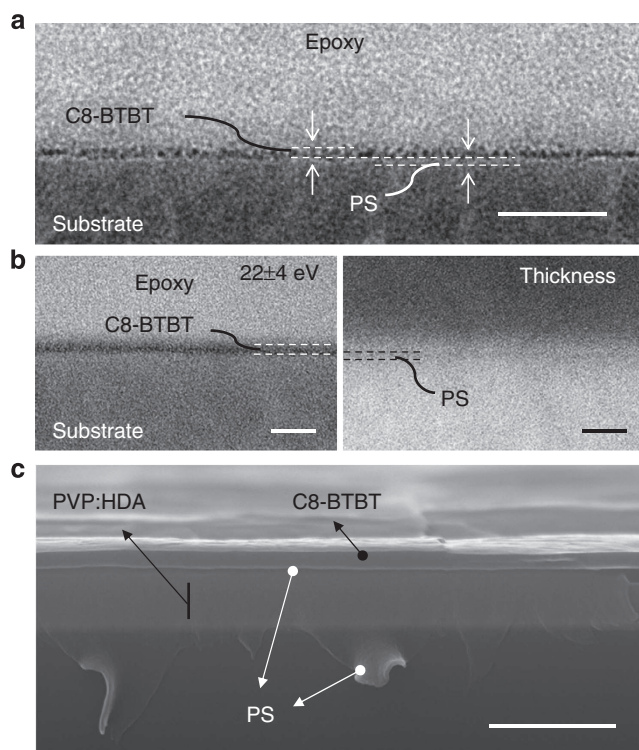 a
Epoxy
C8-BTBT
PS
Substrate
b
22±4 eV
Epoxy
C8-BTBT
Substrate
Thickness
PS
c
PVP:HDA
C8-BTBT
PS